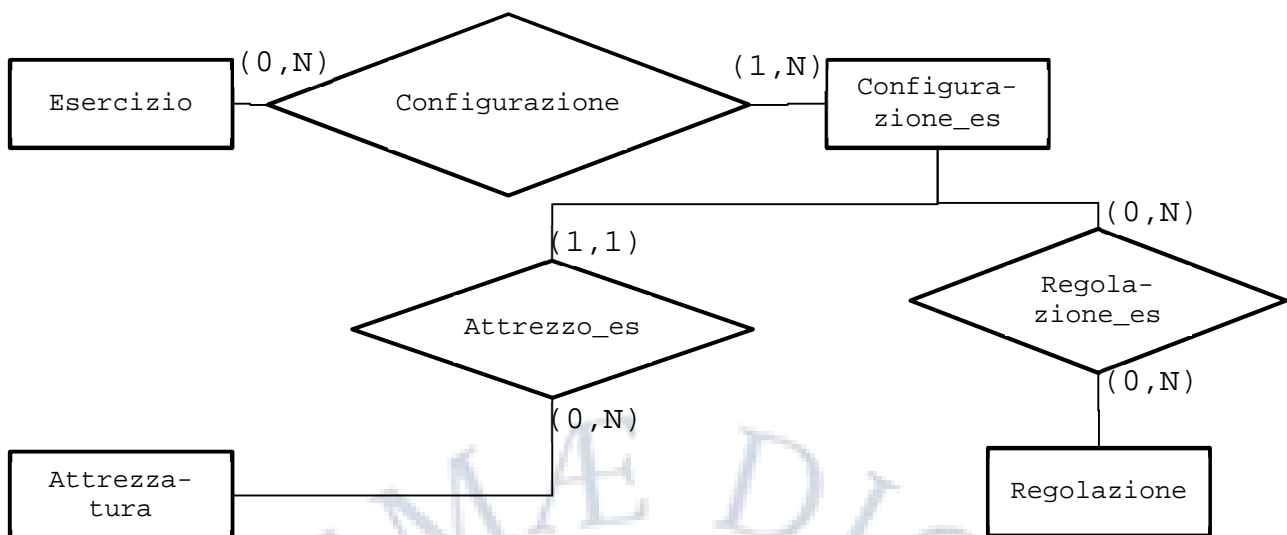 (0,N)
(1,N)
Esercizio
Configurazione
Configura-
zione_es
(1,1)
(0,N)
Attrezzo_es
Regola-
zione_es
(0,N)
(0,N)
Attrezza-
tura
Regolazione